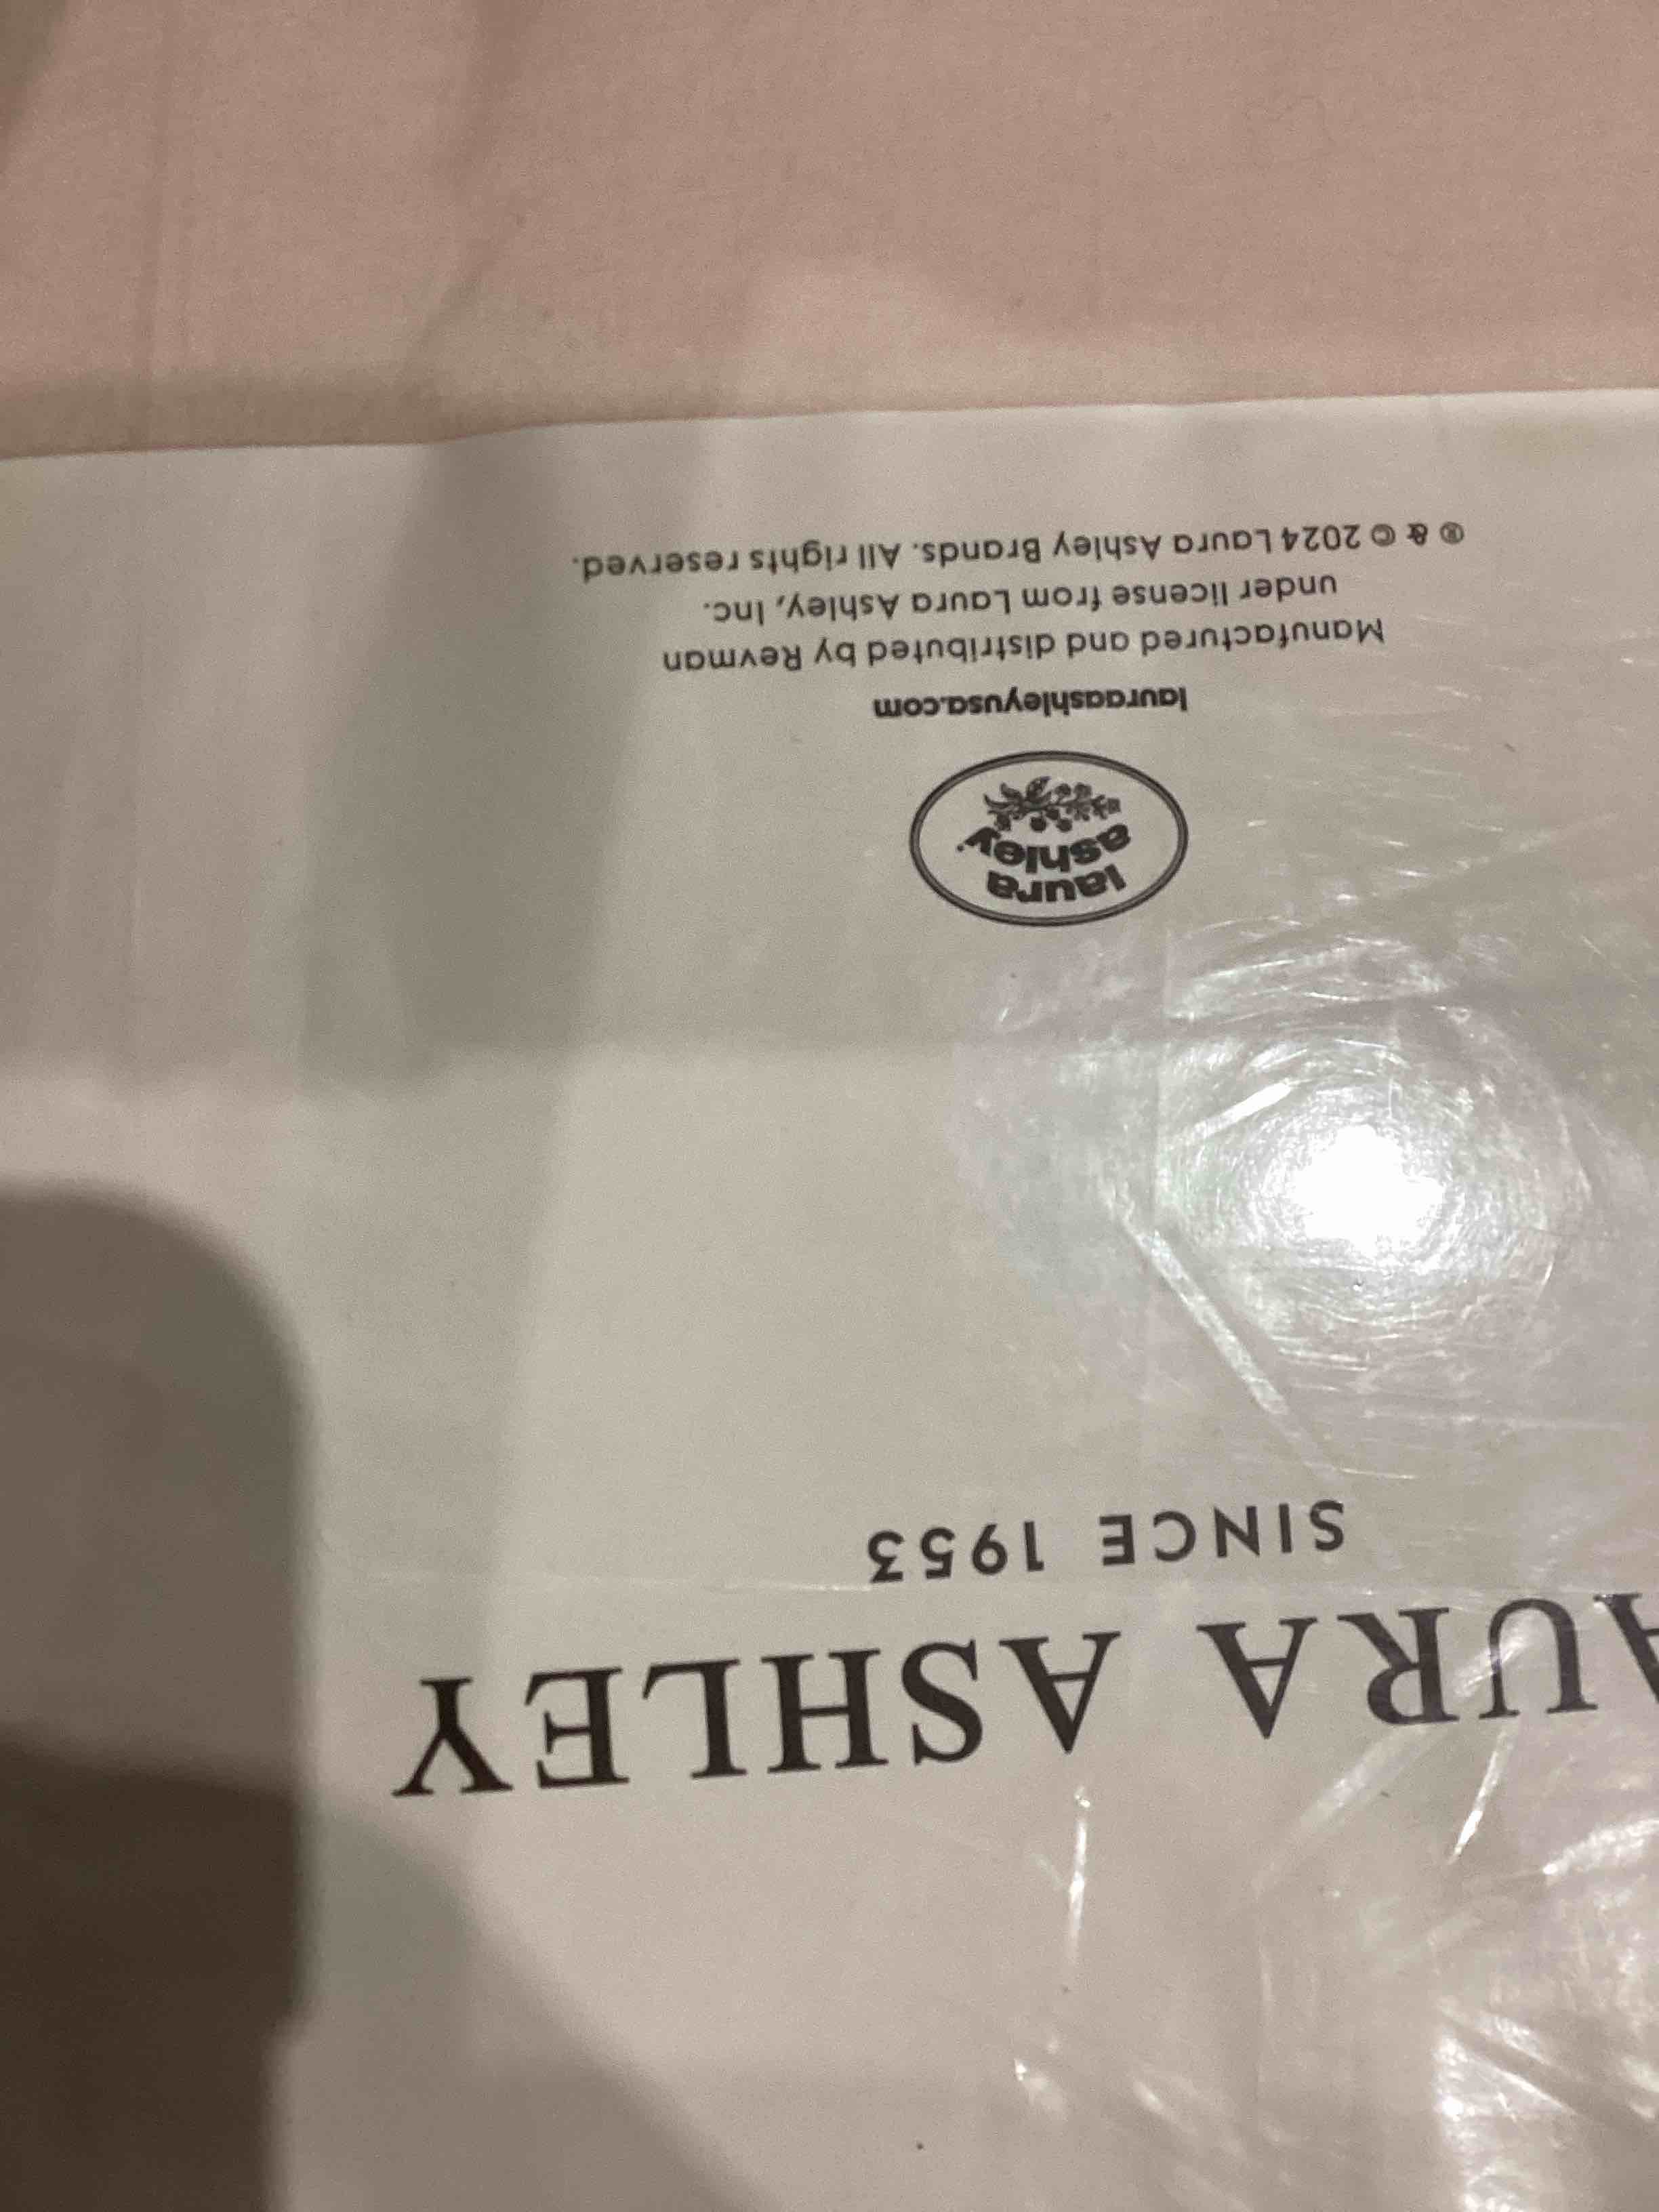 AURA ASHLEY
SINCE 1953
laura
ashley
lauraashleyusa.com
Manufactured and distributed by Revman
under license from Laura Ashley, Inc.
® & © 2024 Laura Ashley Brands. All rights reserved.